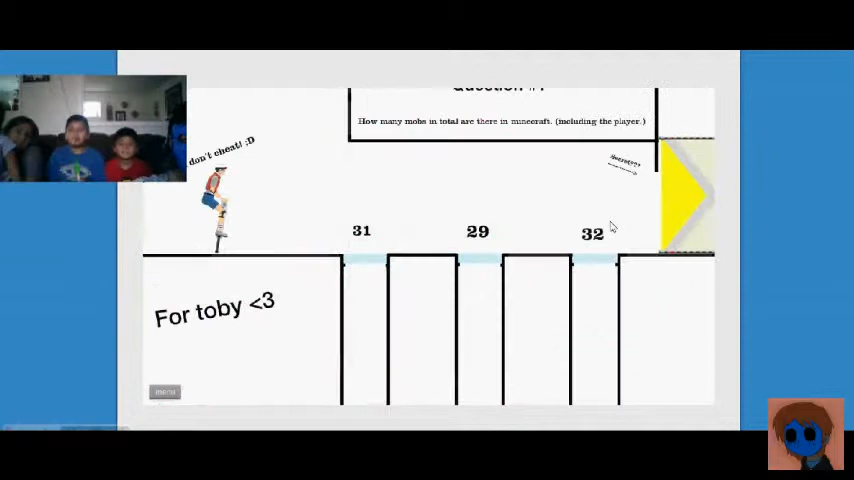 How many mobs in total are there in minecraft. (including the player.)
don't cheat! ;D
31
29
32
For toby <3
menu